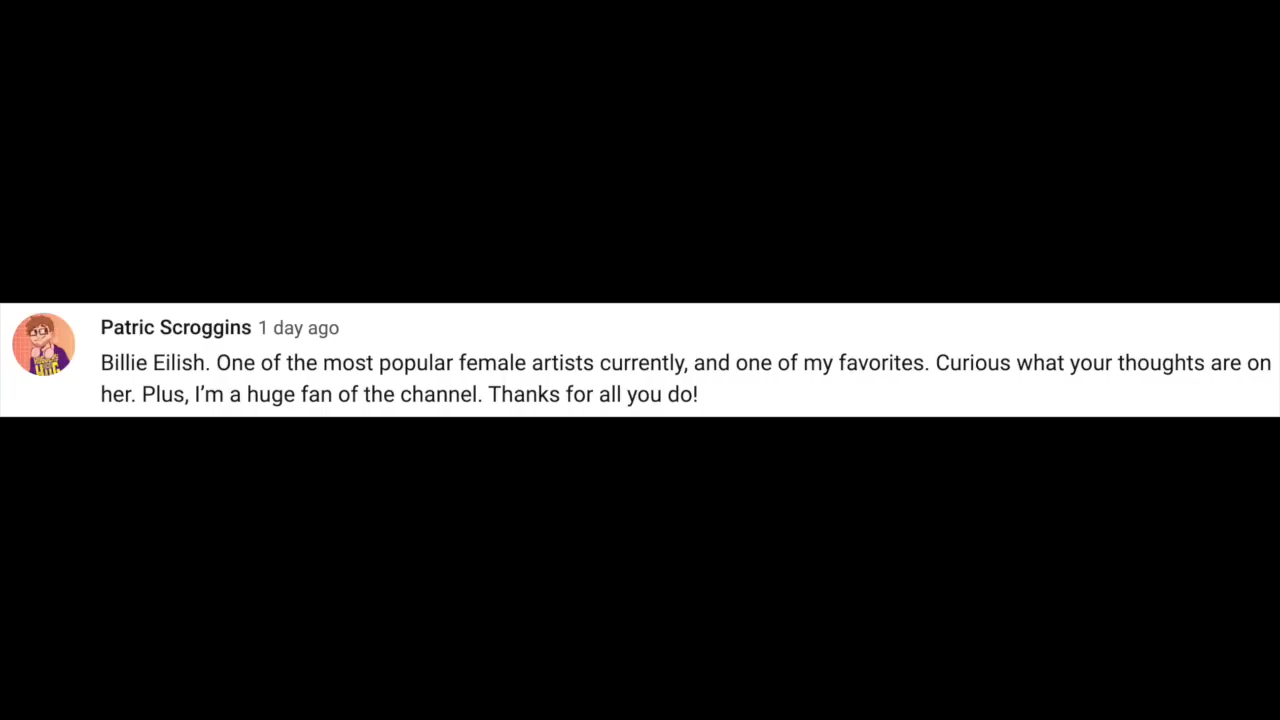 Patric Scroggins 1 day ago
Billie Eilish. One of the most popular female artists currently, and one of my favorites. Curious what your thoughts are on
her. Plus, I’m a huge fan of the channel. Thanks for all you do!